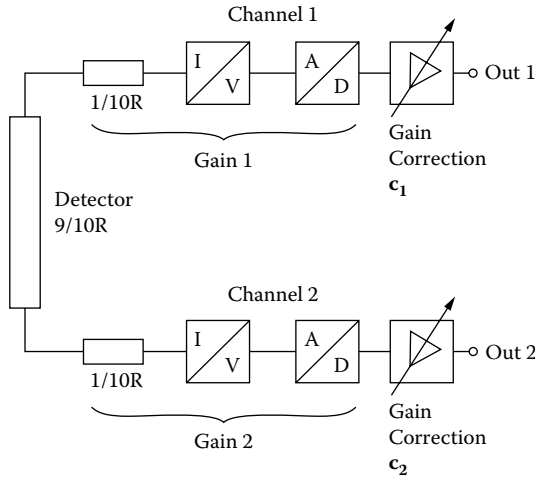 Channel 1
I
V
A
D
Out 1
1/10R
Gain 1
Gain
Correction
c1
Detector
9/10R
Channel 2
I
V
A
D
Out 2
1/10R
Gain 2
Gain
Correction
c2